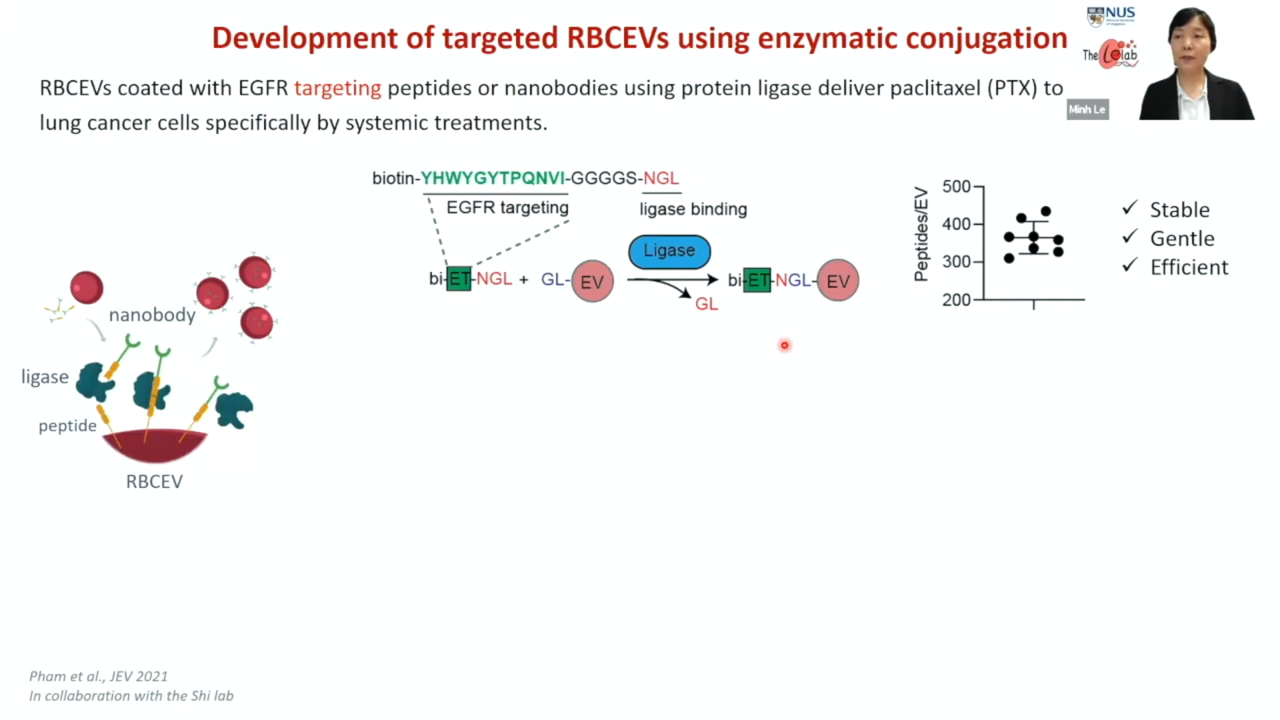 Development of targeted RBCEVs using enzymatic conjugation
NUS
The Le lab
Minh Le
RBCEVs coated with EGFR targeting peptides or nanobodies using protein ligase deliver paclitaxel (PTX) to
lung cancer cells specifically by systemic treatments.
biotin-YHWYGYTPQNVI-GGGGS-NGL
EGFR targeting
ligase binding
Ligase
bi-ET-NGL + GL-EV
bi-ET-NGL-EV
GL
Peptides/EV
500
400
300
200
✓ Stable
✓ Gentle
✓ Efficient
nanobody
ligase
peptide
RBCEV
Pham et al., JEV 2021
In collaboration with the Shi lab